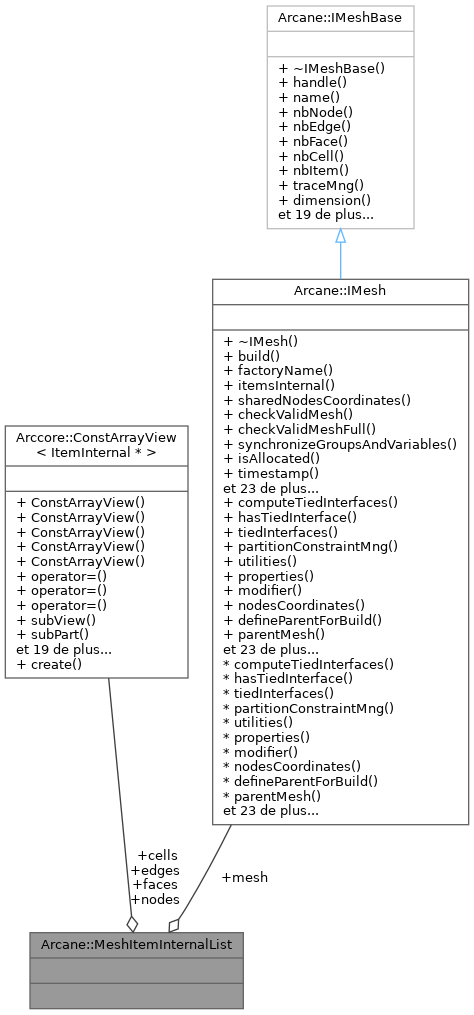 Arcane::IMeshBase
+ ~IMeshBase()
+ handle()
+ name()
+ nbNode()
+ nbEdge()
+ nbFace()
+ nbCell()
+ nbItem()
+ traceMng()
+ dimension()
et 19 de plus...
Arcane::IMesh
+ ~IMesh()
+ build()
+ factoryName()
+ itemsInternal()
+ sharedNodesCoordinates()
+ checkValidMesh()
+ checkValidMeshFull()
+ synchronizeGroupsAndVariables()
+ isAllocated()
+ timestamp()
et 23 de plus...
+ computeTiedInterfaces()
+ hasTiedInterface()
+ tiedInterfaces()
+ partitionConstraintMng()
+ utilities()
+ properties()
+ modifier()
+ nodesCoordinates()
+ defineParentForBuild()
+ parentMesh()
et 23 de plus...
* computeTiedInterfaces()
* hasTiedInterface()
* tiedInterfaces()
* partitionConstraintMng()
* utilities()
* properties()
* modifier()
* nodesCoordinates()
* defineParentForBuild()
* parentMesh()
et 23 de plus...
Arccore::ConstArrayView
< ItemInternal * >
+ ConstArrayView()
+ ConstArrayView()
+ ConstArrayView()
+ ConstArrayView()
+ ConstArrayView()
+ operator=()
+ operator=()
+ operator=()
+ subView()
+ subPart()
et 19 de plus...
+ create()
+cells
+edges
+faces
+nodes
+mesh
Arcane::MeshItemInternalList